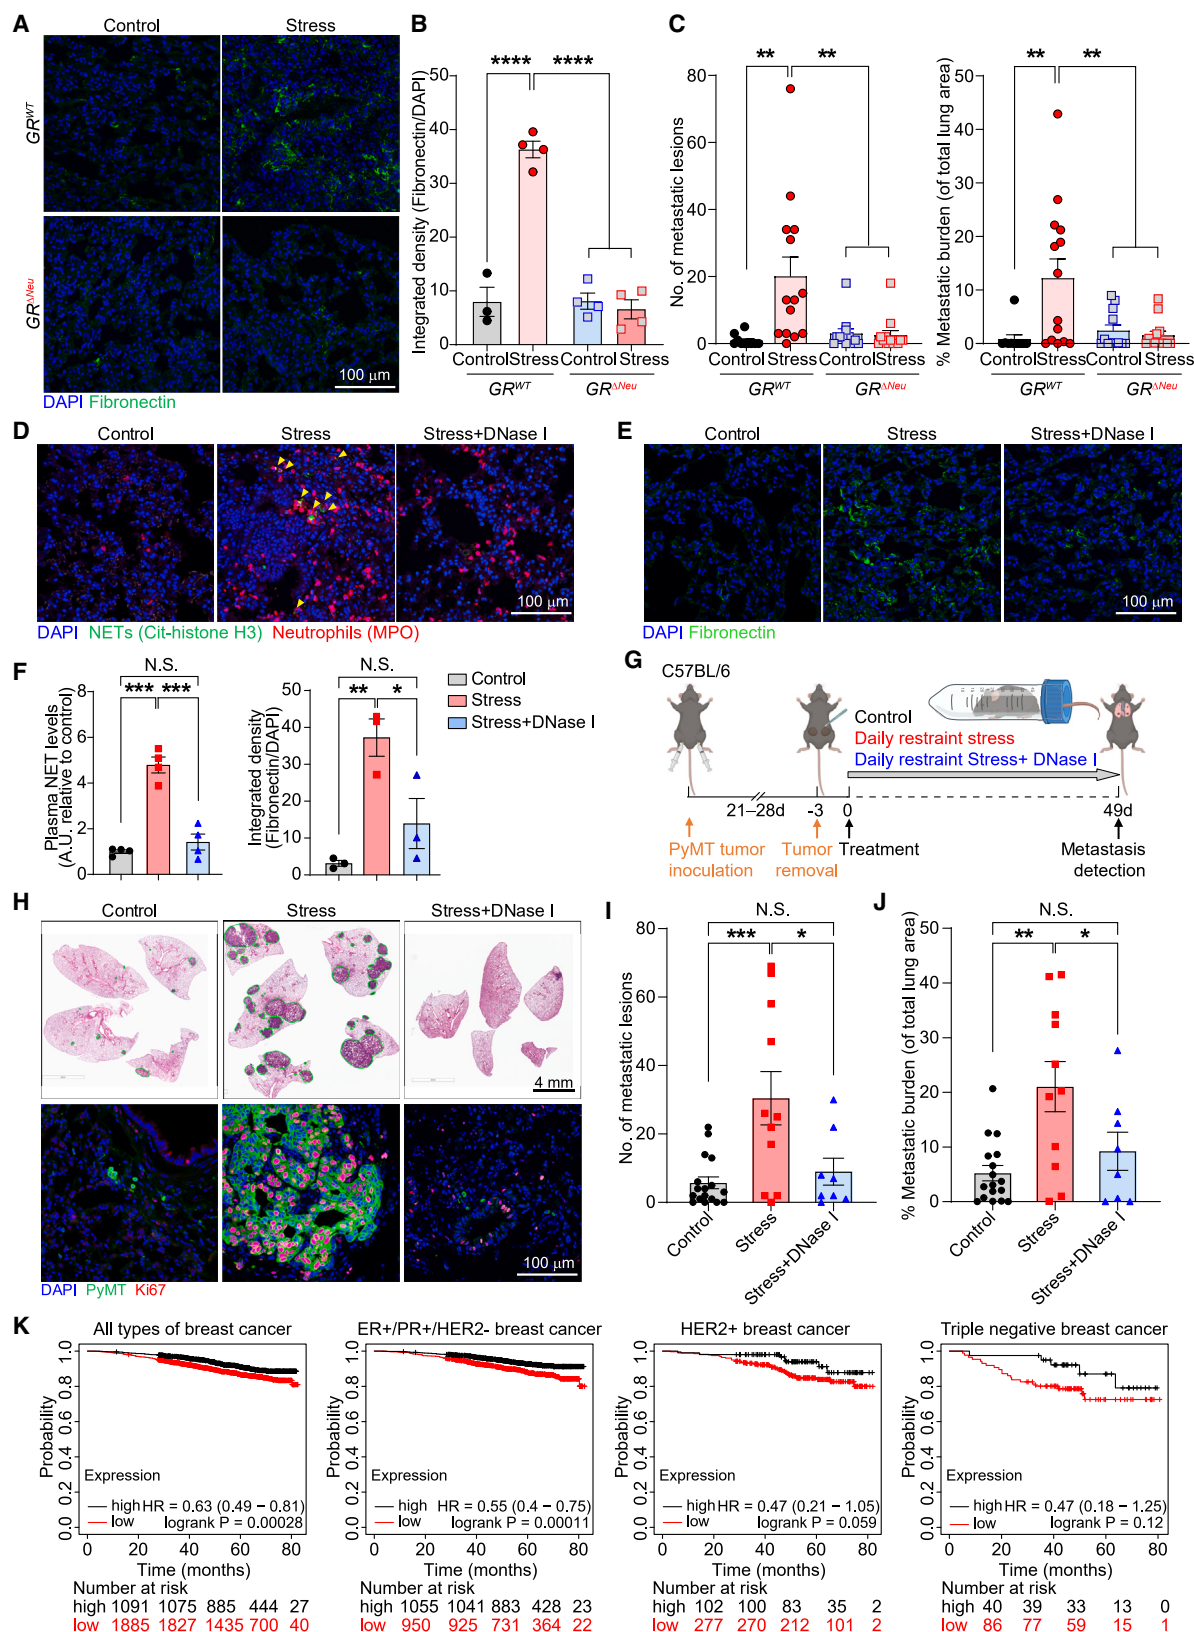 A
Control
Stress
GR^WT
GR^ΔNeu
100 µm
DAPI Fibronectin
B
Integrated density (Fibronectin/DAPI)
50
40
30
20
10
0
****
****
Control Stress
Control Stress
GR^WT
GR^ΔNeu
C
No. of metastatic lesions
80
60
40
20
0
**
**
Control Stress
Control Stress
GR^WT
GR^ΔNeu
% Metastatic burden (of total lung area)
50
40
30
20
10
0
**
**
Control Stress
Control Stress
GR^WT
GR^ΔNeu
D
Control
Stress
Stress+DNase I
100 µm
DAPI NETs (Cit-histone H3) Neutrophils (MPO)
E
Control
Stress
Stress+DNase I
100 µm
DAPI Fibronectin
F
Plasma NET levels
(A.U. relative to control)
8
6
4
2
0
N.S.
***
***
Integrated density
(Fibronectin/DAPI)
50
40
30
20
10
0
N.S.
**
*
Control
Stress
Stress+DNase I
G
C57BL/6
Control
Daily restraint stress
Daily restraint Stress+ DNase I
21–28d
-3
0
49d
PyMT tumor
inoculation
Tumor
removal
Treatment
Metastasis
detection
H
Control
Stress
Stress+DNase I
4 mm
100 µm
DAPI PyMT Ki67
I
No. of metastatic lesions
80
60
40
20
0
N.S.
***
*
Control
Stress
Stress+DNase I
J
% Metastatic burden (of total lung area)
50
40
30
20
10
0
N.S.
**
*
Control
Stress
Stress+DNase I
K
All types of breast cancer
Probability
1.0
0.8
0.6
0.4
0.2
0.0
Expression
high HR = 0.63 (0.49 – 0.81)
low logrank P = 0.00028
0 20 40 60 80
Time (months)
Number at risk
high 1091 1075 885 444 27
low 1885 1827 1435 700 40
ER+/PR+/HER2- breast cancer
Probability
1.0
0.8
0.6
0.4
0.2
0.0
Expression
high HR = 0.55 (0.4 – 0.75)
low logrank P = 0.00011
0 20 40 60 80
Time (months)
Number at risk
high 1055 1041 883 428 23
low 950 925 731 364 22
HER2+ breast cancer
Probability
1.0
0.8
0.6
0.4
0.2
0.0
Expression
high HR = 0.47 (0.21 - 1.05)
low logrank P = 0.059
0 20 40 60 80
Time (months)
Number at risk
high 102 100 83 35 2
low 277 270 212 101 2
Triple negative breast cancer
Probability
1.0
0.8
0.6
0.4
0.2
0.0
Expression
high HR = 0.47 (0.18 - 1.25)
low logrank P = 0.12
0 20 40 60 80
Time (months)
Number at risk
high 40 39 33 13 0
low 86 77 59 15 1